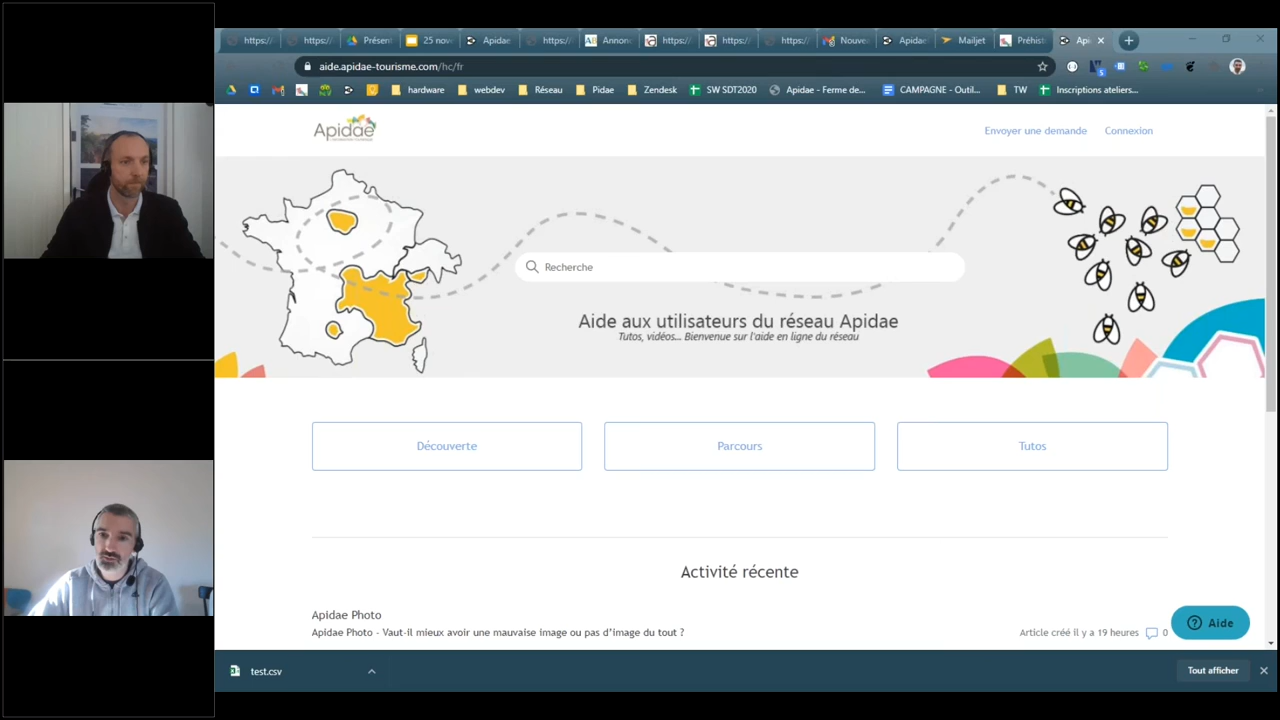 https://
https://
Présent
25 nov
Apidae
https://
Annonc
https://
https://
https://
Nouve
Apidae
Mailjet
Préhist
Api
aide.apidae-tourisme.com/hc/fr
hardware
webdev
Réseau
Pidae
Zendesk
SW SDT2020
Apidae - Ferme de...
CAMPAGNE - Outil...
TW
Inscriptions ateliers...
Apidae
Envoyer une demande
Connexion
Recherche
Aide aux utilisateurs du réseau Apidae
Tutos, vidéos... Bienvenue sur l'aide en ligne du réseau
Découverte
Parcours
Tutos
Activité récente
Apidae Photo
Apidae Photo - Vaut-il mieux avoir une mauvaise image ou pas d'image du tout ?
Article créé il y a 19 heures 0
Aide
test.csv
Tout afficher